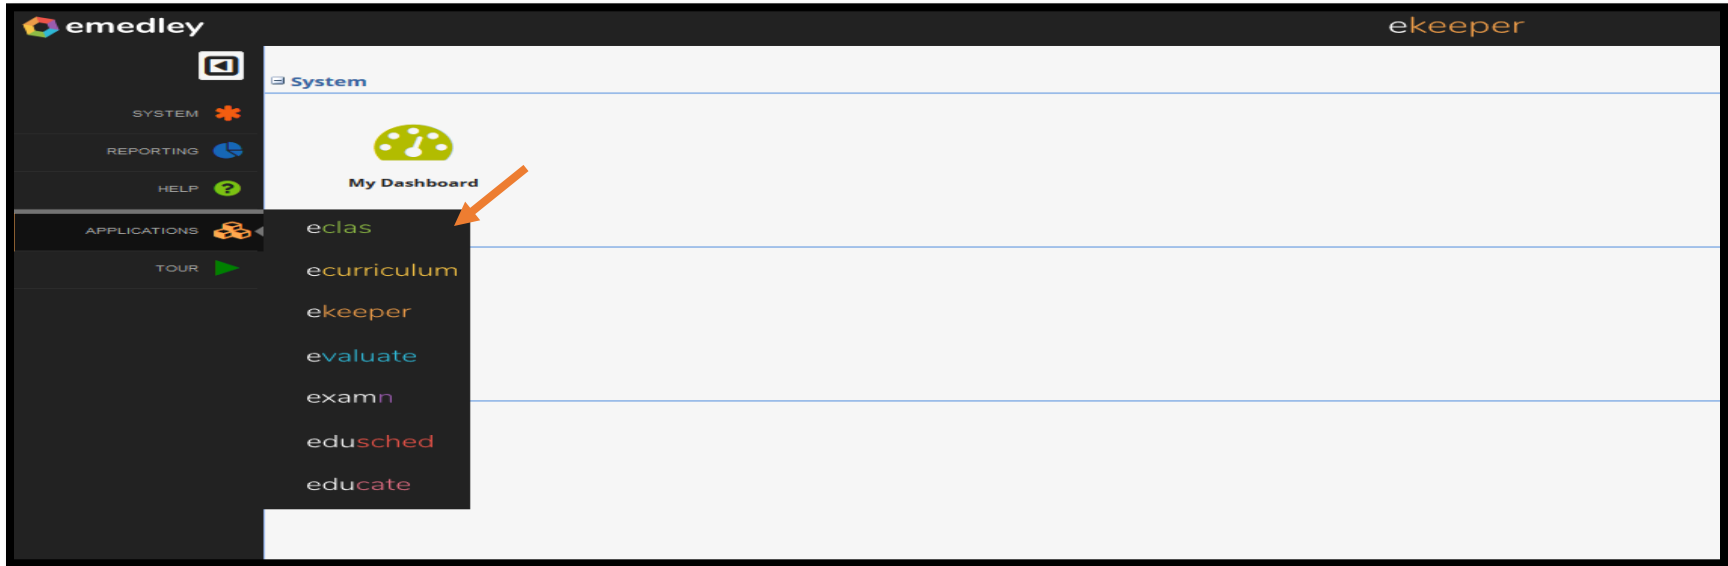 emedley
ekeeper
System
SYSTEM
REPORTING
HELP
APPLICATIONS
TOUR
My Dashboard
eclas
ecurriculum
ekeeper
evaluate
examn
edusched
educate